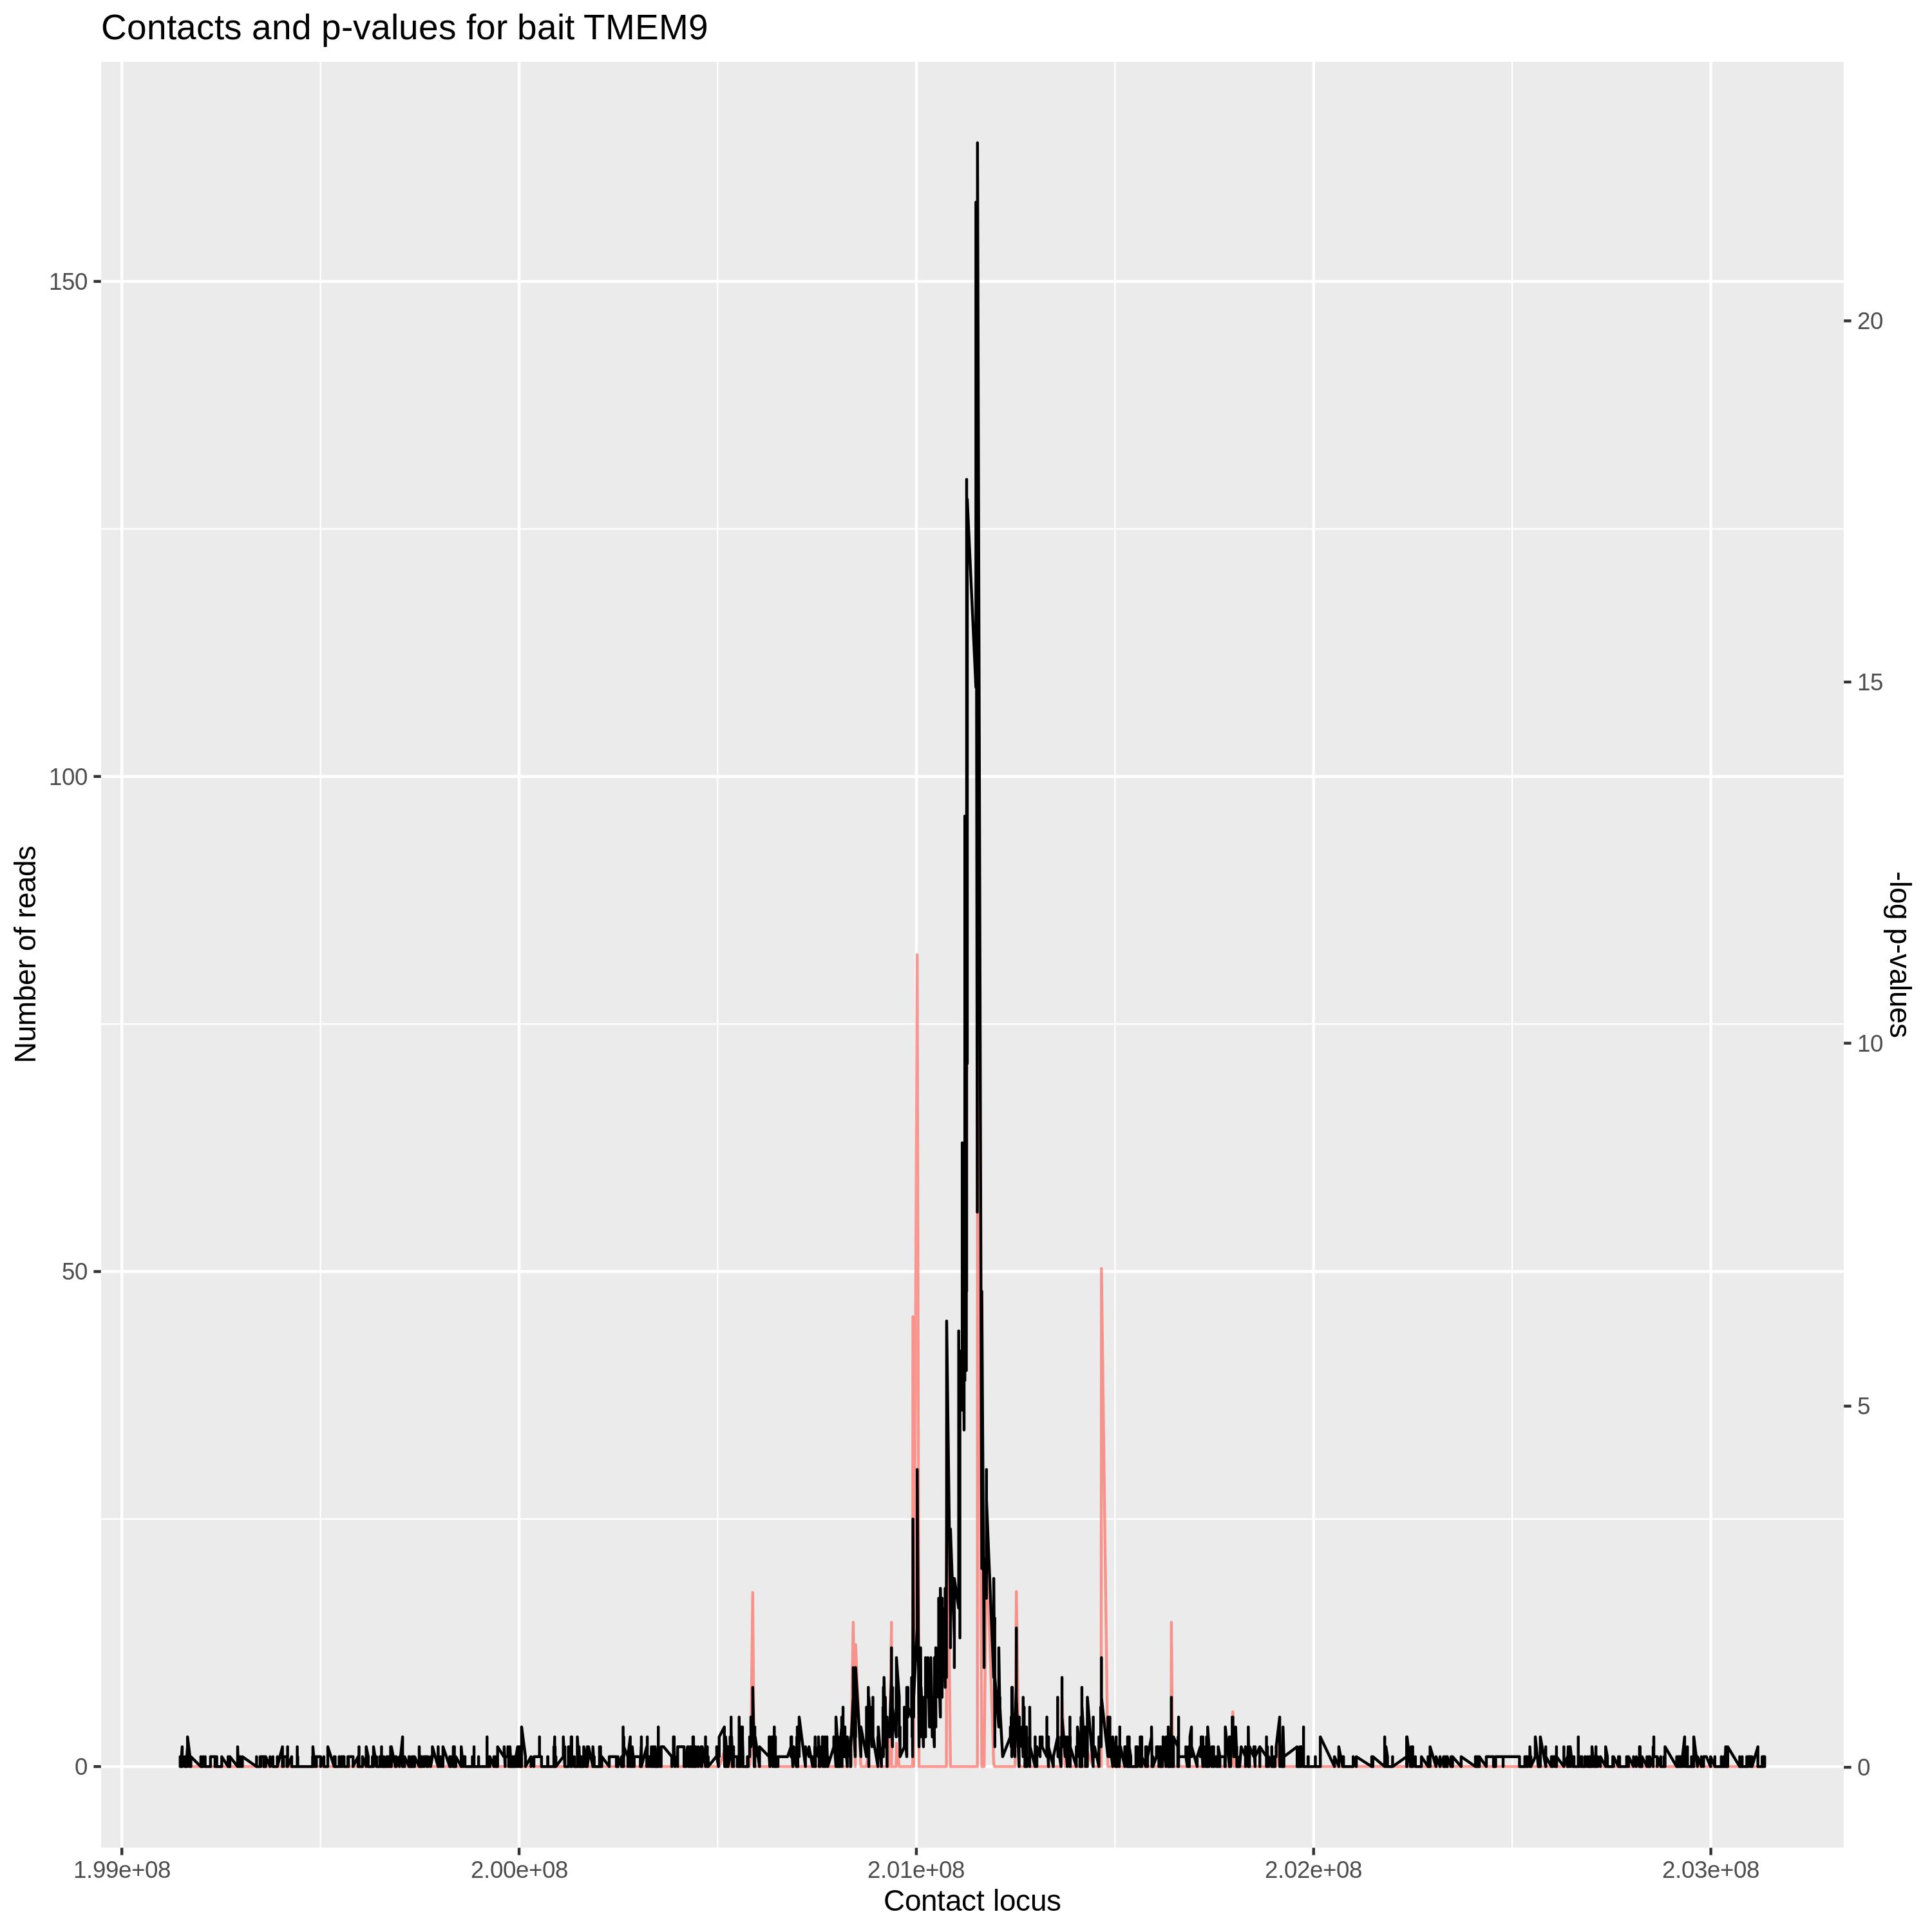 Contacts and p-values for bait TMEM9
150
100
50
0
20
15
10
5
0
Number of reads
-log p-values
1.99e+08
2.00e+08
2.01e+08
2.02e+08
2.03e+08
Contact locus